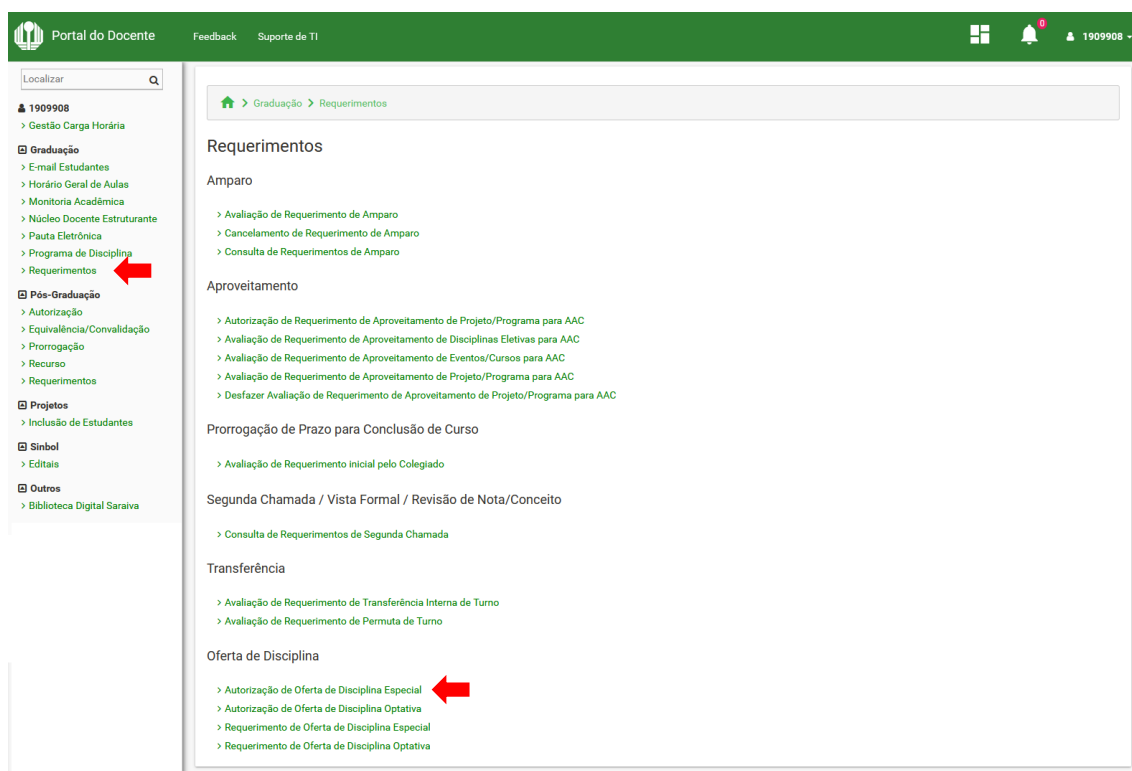 Portal do Docente
Feedback
Suporte de TI
0
1909908
Localizar
1909908
> Gestão Carga Horária
Graduação
> E-mail Estudantes
> Horário Geral de Aulas
> Monitoria Acadêmica
> Núcleo Docente Estruturante
> Pauta Eletrônica
> Programa de Disciplina
> Requerimentos
Pós-Graduação
> Autorização
> Equivalência/Convalidação
> Prorrogação
> Recurso
> Requerimentos
Projetos
> Inclusão de Estudantes
Sinbol
> Editais
Outros
> Biblioteca Digital Saraiva
> Graduação > Requerimentos
Requerimentos
Amparo
> Avaliação de Requerimento de Amparo
> Cancelamento de Requerimento de Amparo
> Consulta de Requerimentos de Amparo
Aproveitamento
> Autorização de Requerimento de Aproveitamento de Projeto/Programa para AAC
> Avaliação de Requerimento de Aproveitamento de Disciplinas Eletivas para AAC
> Avaliação de Requerimento de Aproveitamento de Eventos/Cursos para AAC
> Avaliação de Requerimento de Aproveitamento de Projeto/Programa para AAC
> Desfazer Avaliação de Requerimento de Aproveitamento de Projeto/Programa para AAC
Prorrogação de Prazo para Conclusão de Curso
> Avaliação de Requerimento inicial pelo Colegiado
Segunda Chamada / Vista Formal / Revisão de Nota/Conceito
> Consulta de Requerimentos de Segunda Chamada
Transferência
> Avaliação de Requerimento de Transferência Interna de Turno
> Avaliação de Requerimento de Permuta de Turno
Oferta de Disciplina
> Autorização de Oferta de Disciplina Especial
> Autorização de Oferta de Disciplina Optativa
> Requerimento de Oferta de Disciplina Especial
> Requerimento de Oferta de Disciplina Optativa